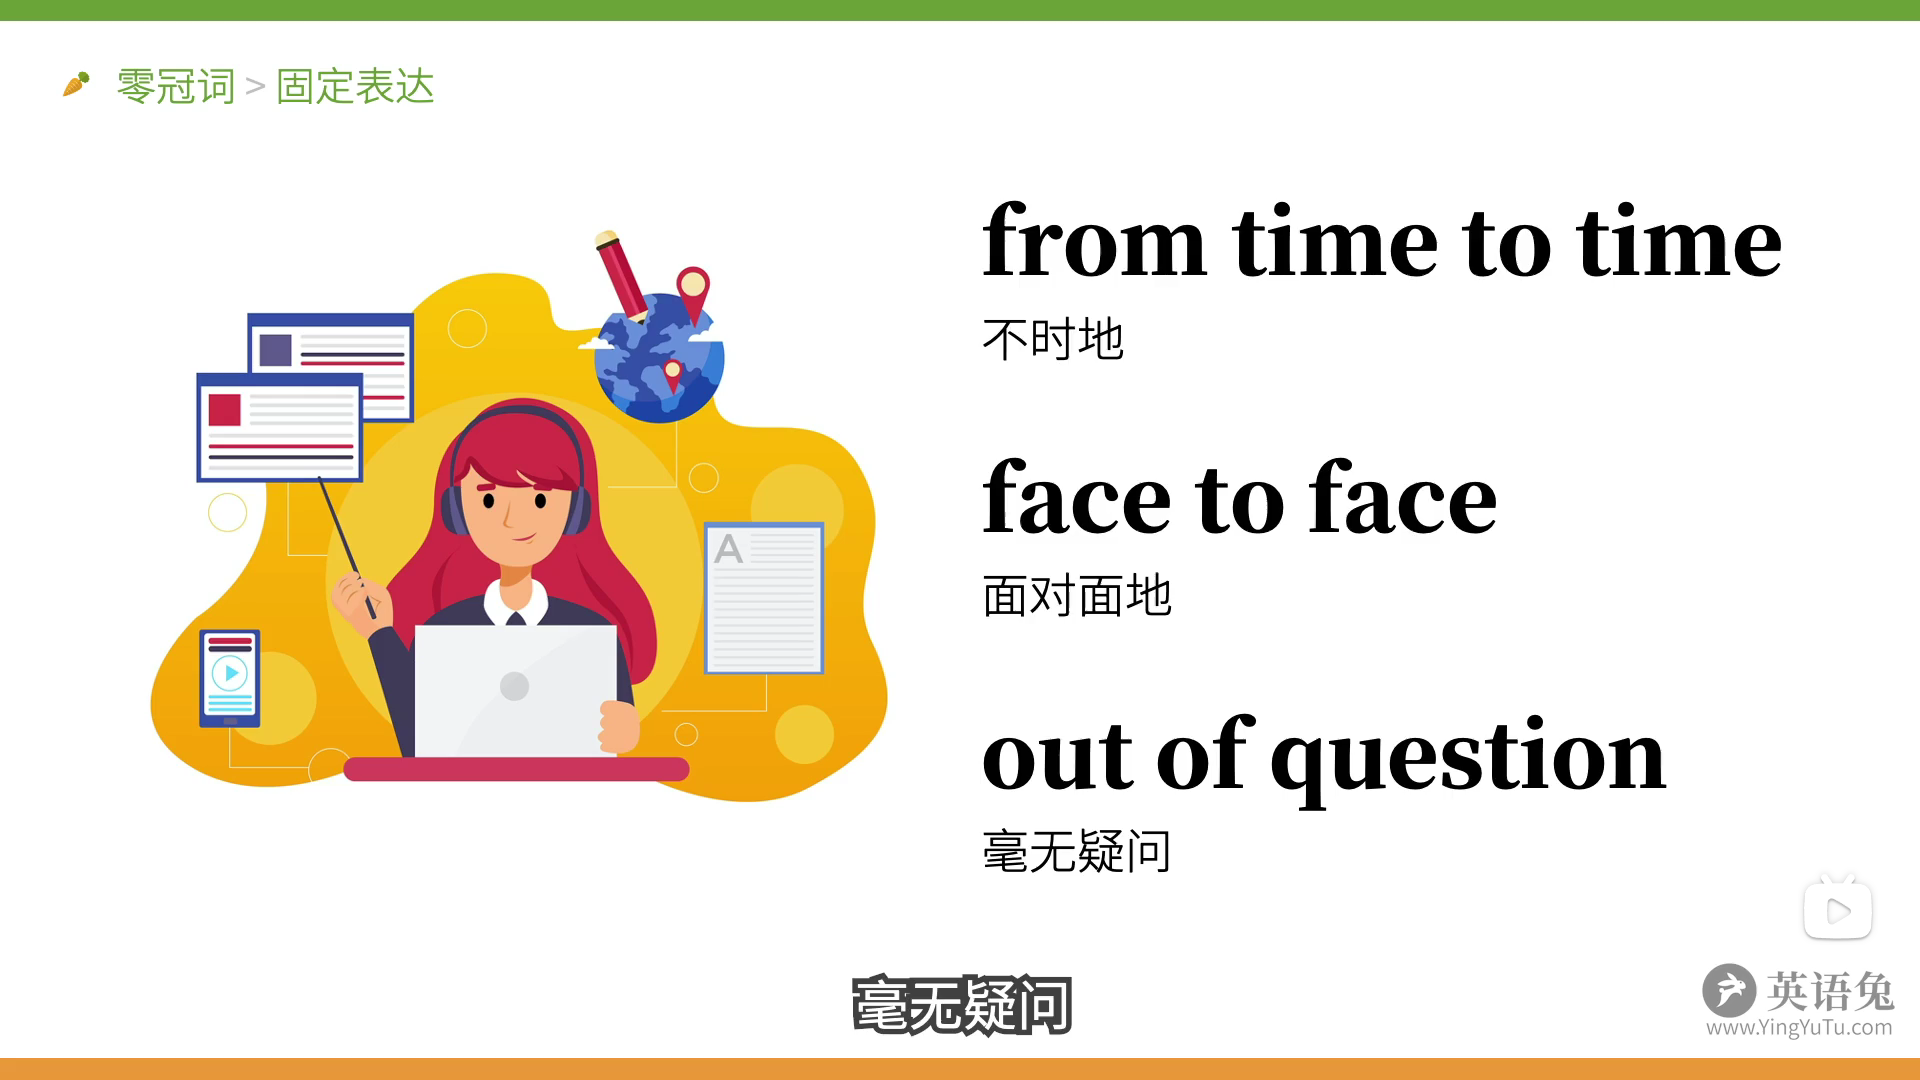 零冠词 > 固定表达
from time to time
不时地
face to face
面对面地
A
out of question
毫无疑问
毫无疑问
英语兔
www.YingYuTu.com